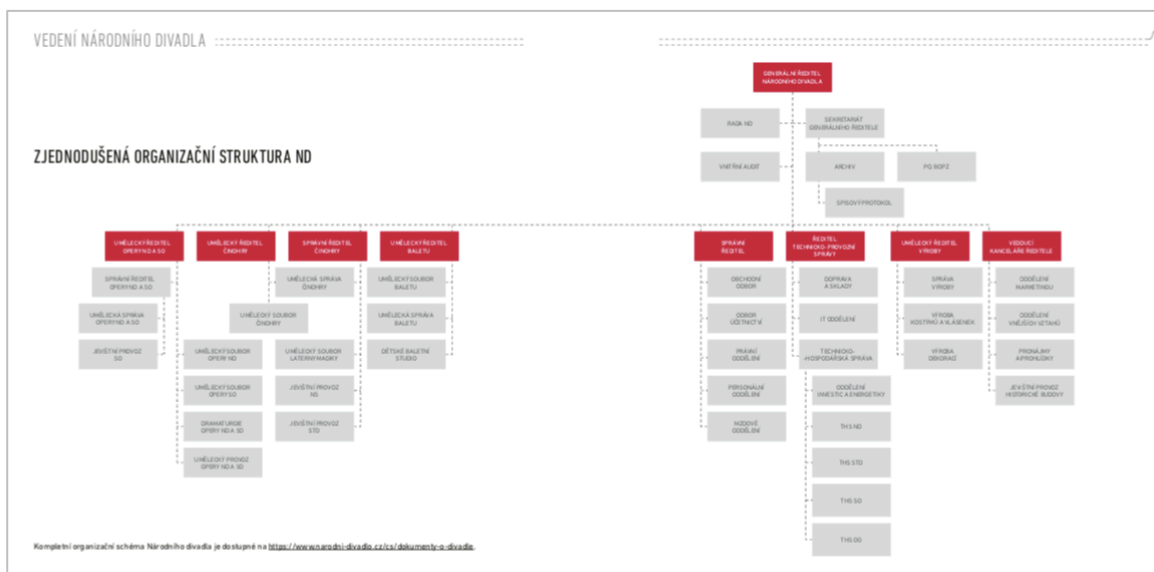 VEDENÍ NÁRODNÍHO DIVADLA
ZJEDNODUŠENÁ ORGANIZAČNÍ STRUKTURA ND
GENERÁLNÍ ŘEDITEL
NÁRODNÍHO DIVADLA
RADA ND
SEKRETARIÁT
GENERÁLNÍHO ŘEDITELE
VNITŘNÍ AUDIT
ARCHIV
PO, BOPZ
SPISOVÝ PROTOKOL
UMĚLECKÝ ŘEDITEL
OPERY ND A SO
UMĚLECKÝ ŘEDITEL
ČINOHRY
SPRÁVNÍ ŘEDITEL
ČINOHRY
UMĚLECKÝ ŘEDITEL
BALETU
SPRÁVNÍ
ŘEDITEL
ŘEDITEL
TECHNICKO-PROVOZNÍ
SPRÁVY
UMĚLECKÝ ŘEDITEL
VÝROBY
VEDOUCÍ
KANCELÁŘE ŘEDITELE
SPRÁVNÍ ŘEDITEL
OPERY ND A SO
UMĚLECKÁ SPRÁVA
OPERY ND A SO
JEVIŠTNÍ PROVOZ
SO
UMĚLECKÝ SOUBOR
OPERY ND
UMĚLECKÝ SOUBOR
OPERY SO
DRAMATURGIE
OPERY ND A SO
UMĚLECKÝ PROVOZ
OPERY ND A SO
UMĚLECKÁ SPRÁVA
ČINOHRY
UMĚLECKÝ SOUBOR
ČINOHRY
UMĚLECKÝ SOUBOR
LATERNY MAGIKY
JEVIŠTNÍ PROVOZ
NS
JEVIŠTNÍ PROVOZ
STD
UMĚLECKÝ SOUBOR
BALETU
UMĚLECKÁ SPRÁVA
BALETU
DĚTSKÉ BALETNÍ
STUDIO
OBCHODNÍ
ODBOR
ODBOR
ÚČETNICTVÍ
PRÁVNÍ
ODDĚLENÍ
PERSONÁLNÍ
ODDĚLENÍ
MZDOVÉ
ODDĚLENÍ
DOPRAVA
A SKLADY
IT ODDĚLENÍ
TECHNICKO-
-HOSPODÁŘSKÁ SPRÁVA
ODDĚLENÍ
INVESTIC A ENERGETIKY
THS ND
THS STD
THS SO
THS DO
SPRÁVA
VÝROBY
VÝROBA
KOSTÝMŮ A VLÁSENEK
VÝROBA
DEKORACÍ
ODDĚLENÍ
MARKETINGU
ODDĚLENÍ
VNĚJŠÍCH VZTAHŮ
PRONÁJMY
A PROHLÍDKY
JEVIŠTNÍ PROVOZ
HISTORICKÉ BUDOVY
Kompletní organizační schéma Národního divadla je dostupné na https://www.narodni-divadlo.cz/cs/dokumenty-o-divadle.